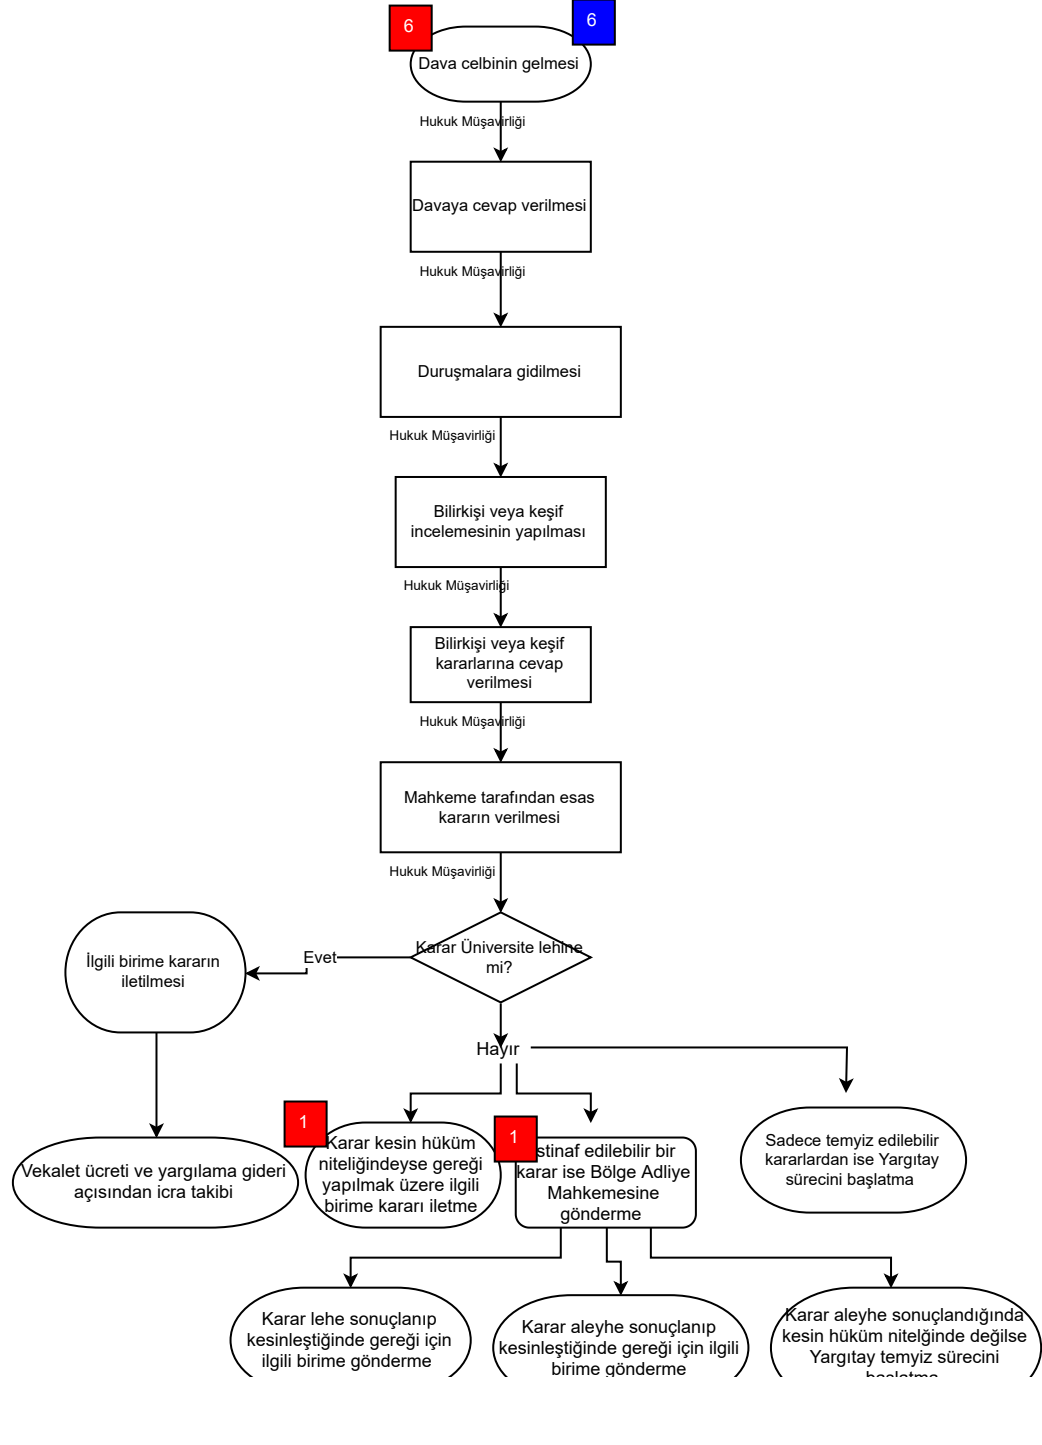 6
6
Dava celbinin gelmesi
Hukuk Müşavirliği
Davaya cevap verilmesi
Hukuk Müşavirliği
Duruşmalara gidilmesi
Hukuk Müşavirliği
Bilirkişi veya keşif
incelemesinin yapılması
Hukuk Müşavirliği
Bilirkişi veya keşif
kararlarına cevap
verilmesi
Hukuk Müşavirliği
Mahkeme tarafından esas
kararın verilmesi
Hukuk Müşavirliği
Karar Üniversite lehine
mi?
Evet
İlgili birime kararın
iletilmesi
Hayır
Vekalet ücreti ve yargılama gideri
açısından icra takibi
1
Karar kesin hüküm
niteliğindeyse gereği
yapılmak üzere ilgili
birime kararı iletme
1
stinaf edilebilir bir
karar ise Bölge Adliye
Mahkemesine
gönderme
Sadece temyiz edilebilir
kararlardan ise Yargıtay
sürecini başlatma
Karar lehe sonuçlanıp
kesinleştiğinde gereği için
ilgili birime gönderme
Karar aleyhe sonuçlanıp
kesinleştiğinde gereği için ilgili
birime gönderme
Karar aleyhe sonuçlandığında
kesin hüküm nitelğinde değilse
Yargıtay temyiz sürecini
başlatma